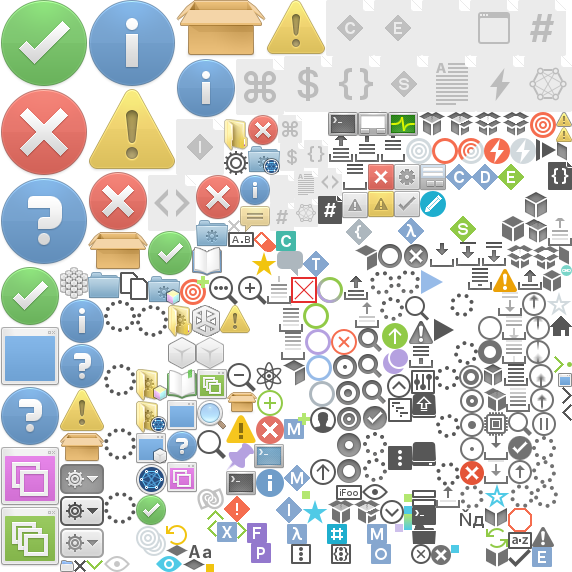 C E #
⌘ $ {} S
I ⌘
$ {}
<> #
# {}
C D E
{ λ S
A.B C
T
M
M
iFoo I
Nд
X F λ # M
Aa P {} O a-z E